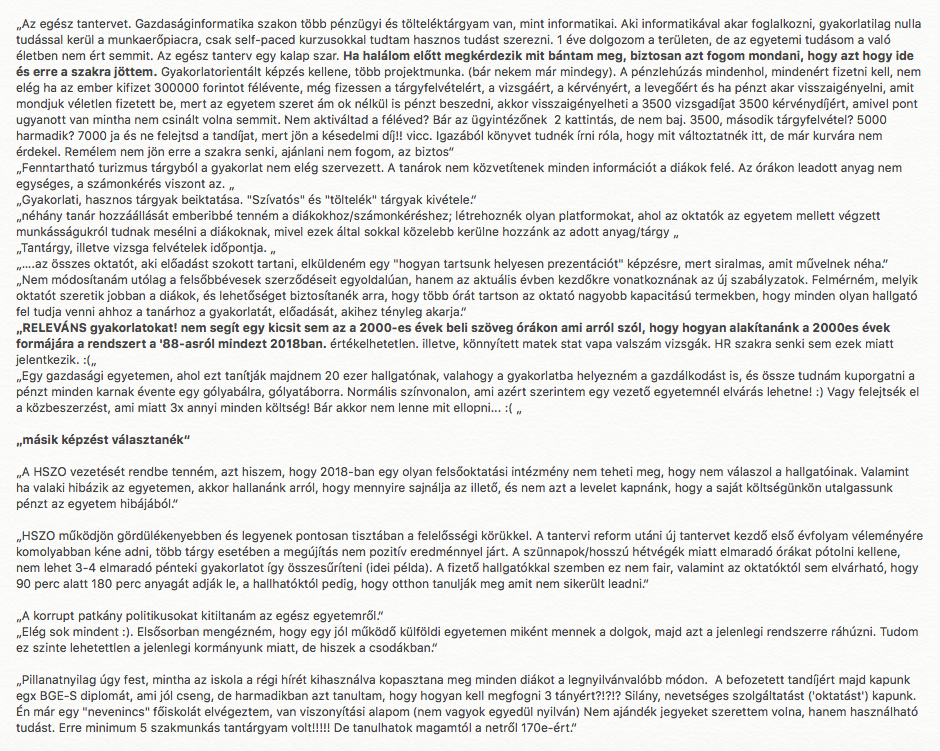 „Az egész tantervet. Gazdaságinformatika szakon több pénzügyi és tölteléktárgyam van, mint informatikai. Aki informatikával akar foglalkozni, gyakorlatilag nulla
tudással kerül a munkaerőpiacra, csak self-paced kurzusokkal tudtam hasznos tudást szerezni. 1 éve dolgozom a területen, de az egyetemi tudásom a való
életben nem ért semmit. Az egész tanterv egy kalap szar. Ha halálom előtt megkérdezik mit bántam meg, biztosan azt fogom mondani, hogy azt hogy ide
és erre a szakra jöttem. Gyakorlatorientált képzés kellene, több projektmunka. (bár nekem már mindegy). A pénzlehúzás mindenhol, mindenért fizetni kell, nem
elég ha az ember kifizet 300000 forintot félévente, még fizessen a tárgyfelvételért, a vizsgáért, a kérvényért, a levegőért és ha pénzt akar visszaigényelni, amit
mondjuk véletlen fizetett be, mert az egyetem szeret ám ok nélkül is pénzt beszedni, akkor visszaigényelheti a 3500 vizsgadíjat 3500 kérvénydíjért, amivel pont
ugyanott van mintha nem csinált volna semmit. Nem aktiváltad a féléved? Bár az ügyintézőnek  2 kattintás, de nem baj. 3500, második tárgyfelvétel? 5000
harmadik? 7000 ja és ne felejtsd a tandíjat, mert jön a késedelmi díj!! vicc. Igazából könyvet tudnék írni róla, hogy mit változtatnék itt, de már kurvára nem
érdekel. Remélem nem jön erre a szakra senki, ajánlani nem fogom, az biztos”
„Fenntartható turizmus tárgyból a gyakorlat nem elég szervezett. A tanárok nem közvetítenek minden információt a diákok felé. Az órákon leadott anyag nem
egységes, a számonkérés viszont az. „
„Gyakorlati, hasznos tárgyak beiktatása. "Szívatós" és "töltelék" tárgyak kivétele.“
„néhány tanár hozzáállását emberibbé tenném a diákokhoz/számonkéréshez; létrehoznék olyan platformokat, ahol az oktatók az egyetem mellett végzett
munkásságukról tudnak mesélni a diákoknak, mivel ezek által sokkal közelebb kerülne hozzánk az adott anyag/tárgy „
„Tantárgy, illetve vizsga felvételek időpontja. „
„....az összes oktatót, aki előadást szokott tartani, elküldeném egy "hogyan tartsunk helyesen prezentációt" képzésre, mert siralmas, amit művelnek néha.“
„Nem módosítanám utólag a felsőbbévesek szerződéseit egyoldalúan, hanem az aktuális évben kezdőkre vonatkoznának az új szabályzatok. Felmérném, melyik
oktatót szeretik jobban a diákok, és lehetőséget biztosítanék arra, hogy több órát tartson az oktató nagyobb kapacitású termekben, hogy minden olyan hallgató
fel tudja venni ahhoz a tanárhoz a gyakorlatát, előadását, akihez tényleg akarja.“
„RELEVÁNS gyakorlatokat! nem segít egy kicsit sem az a 2000-es évek beli szöveg órákon ami arról szól, hogy hogyan alakítanánk a 2000es évek
formájára a rendszert a '88-asról mindezt 2018ban. értékelhetetlen. illetve, könnyített matek stat vapa valszám vizsgák. HR szakra senki sem ezek miatt
jelentkezik. :(„
„Egy gazdasági egyetemen, ahol ezt tanítják majdnem 20 ezer hallgatónak, valahogy a gyakorlatba helyezném a gazdálkodást is, és össze tudnám kuporgatni a
pénzt minden karnak évente egy gólyabálra, gólyatáborra. Normális színvonalon, ami azért szerintem egy vezető egyetemnél elvárás lehetne! :) Vagy felejtsék el
a közbeszerzést, ami miatt 3x annyi minden költség! Bár akkor nem lenne mit ellopni... :( „
„másik képzést választanék“
„A HSZO vezetését rendbe tenném, azt hiszem, hogy 2018-ban egy olyan felsőoktatási intézmény nem teheti meg, hogy nem válaszol a hallgatóinak. Valamint
ha valaki hibázik az egyetemen, akkor hallanánk arról, hogy mennyire sajnálja az illető, és nem azt a levelet kapnánk, hogy a saját költségünkön utalgassunk
pénzt az egyetem hibájából.“
„HSZO működjön gördülékenyebben és legyenek pontosan tisztában a felelősségi körükkel. A tantervi reform utáni új tantervet kezdő első évfolyam véleményére
komolyabban kéne adni, több tárgy esetében a megújítás nem pozitív eredménnyel járt. A szünnapok/hosszú hétvégék miatt elmaradó órákat pótolni kellene,
nem lehet 3-4 elmaradó pénteki gyakorlatot így összesűríteni (idei példa). A fizető hallgatókkal szemben ez nem fair, valamint az oktatóktól sem elvárható, hogy
90 perc alatt 180 perc anyagát adják le, a hallhatóktól pedig, hogy otthon tanulják meg amit nem sikerült leadni.“
„A korrupt patkány politikusokat kitiltanám az egész egyetemről.“
„Elég sok mindent :). Elsősorban mengézném, hogy egy jól működő külföldi egyetemen miként mennek a dolgok, majd azt a jelenlegi rendszerre ráhúzni. Tudom
ez szinte lehetettlen a jelenlegi kormányunk miatt, de hiszek a csodákban.“
„Pillanatnyilag úgy fest, mintha az iskola a régi hírét kihasználva kopasztana meg minden diákot a legnyilvánvalóbb módon.  A befozetett tandíjért majd kapunk
egx BGE-S diplomát, ami jól cseng, de harmadikban azt tanultam, hogy hogyan kell megfogni 3 tányért?!?!? Silány, nevetséges szolgáltatást ('oktatást') kapunk.
Én már egy "nevenincs" főiskolát elvégeztem, van viszonyítási alapom (nem vagyok egyedül nyilván) Nem ajándék jegyeket szerettem volna, hanem használható
tudást. Erre minimum 5 szakmunkás tantárgyam volt!!!!! De tanulhatok magamtól a netről 170e-ért.“